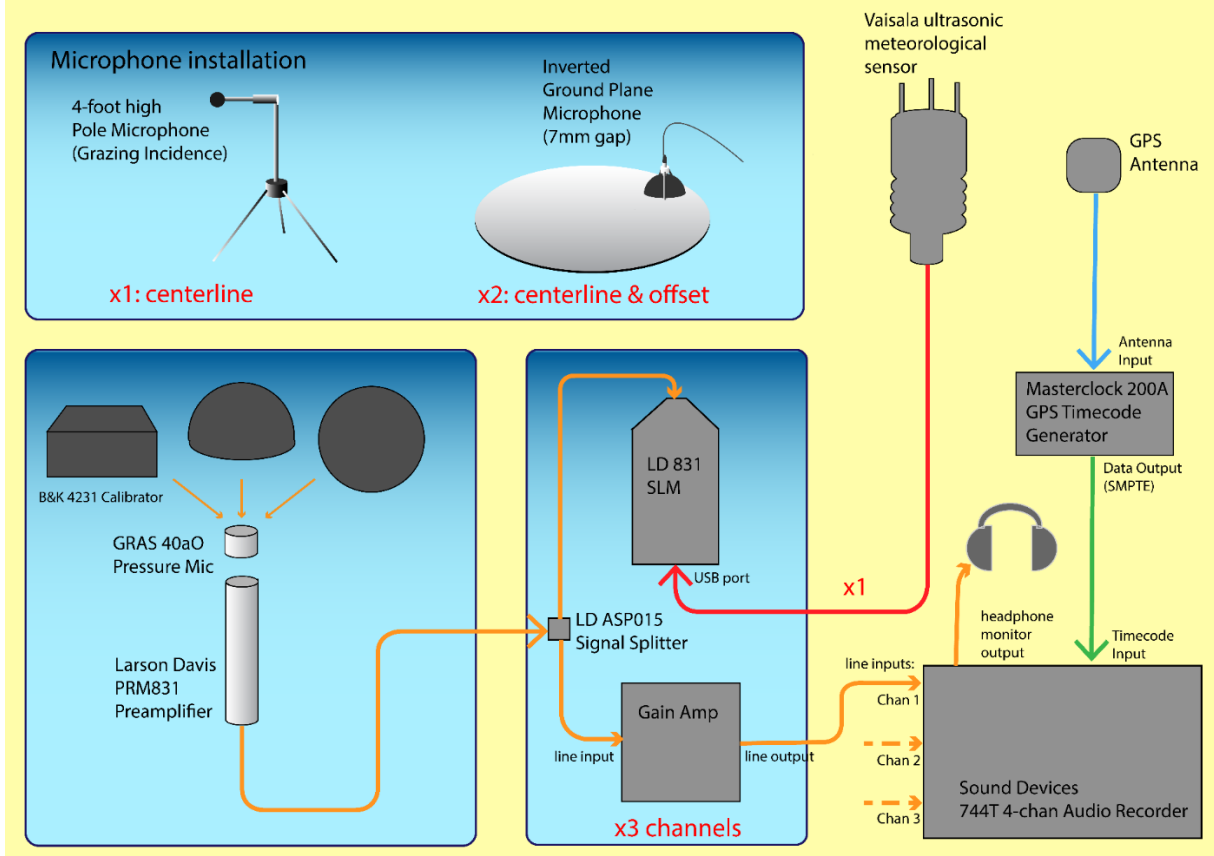 Microphone installation
4-foot high
Pole Microphone
(Grazing Incidence)
x1: centerline
Inverted
Ground Plane
Microphone
(7mm gap)
x2: centerline & offset
Vaisala ultrasonic
meteorological
sensor
GPS
Antenna
Antenna
Input
Masterclock 200A
GPS Timecode
Generator
Data Output
(SMPTE)
B&K 4231 Calibrator
GRAS 40aO
Pressure Mic
Larson Davis
PRM831
Preamplifier
LD 831
SLM
USB port
x1
LD ASP015
Signal Splitter
Gain Amp
line input
line output
x3 channels
headphone
monitor
output
Timecode
Input
line inputs:
Chan 1
Chan 2
Chan 3
Sound Devices
744T 4-chan Audio Recorder